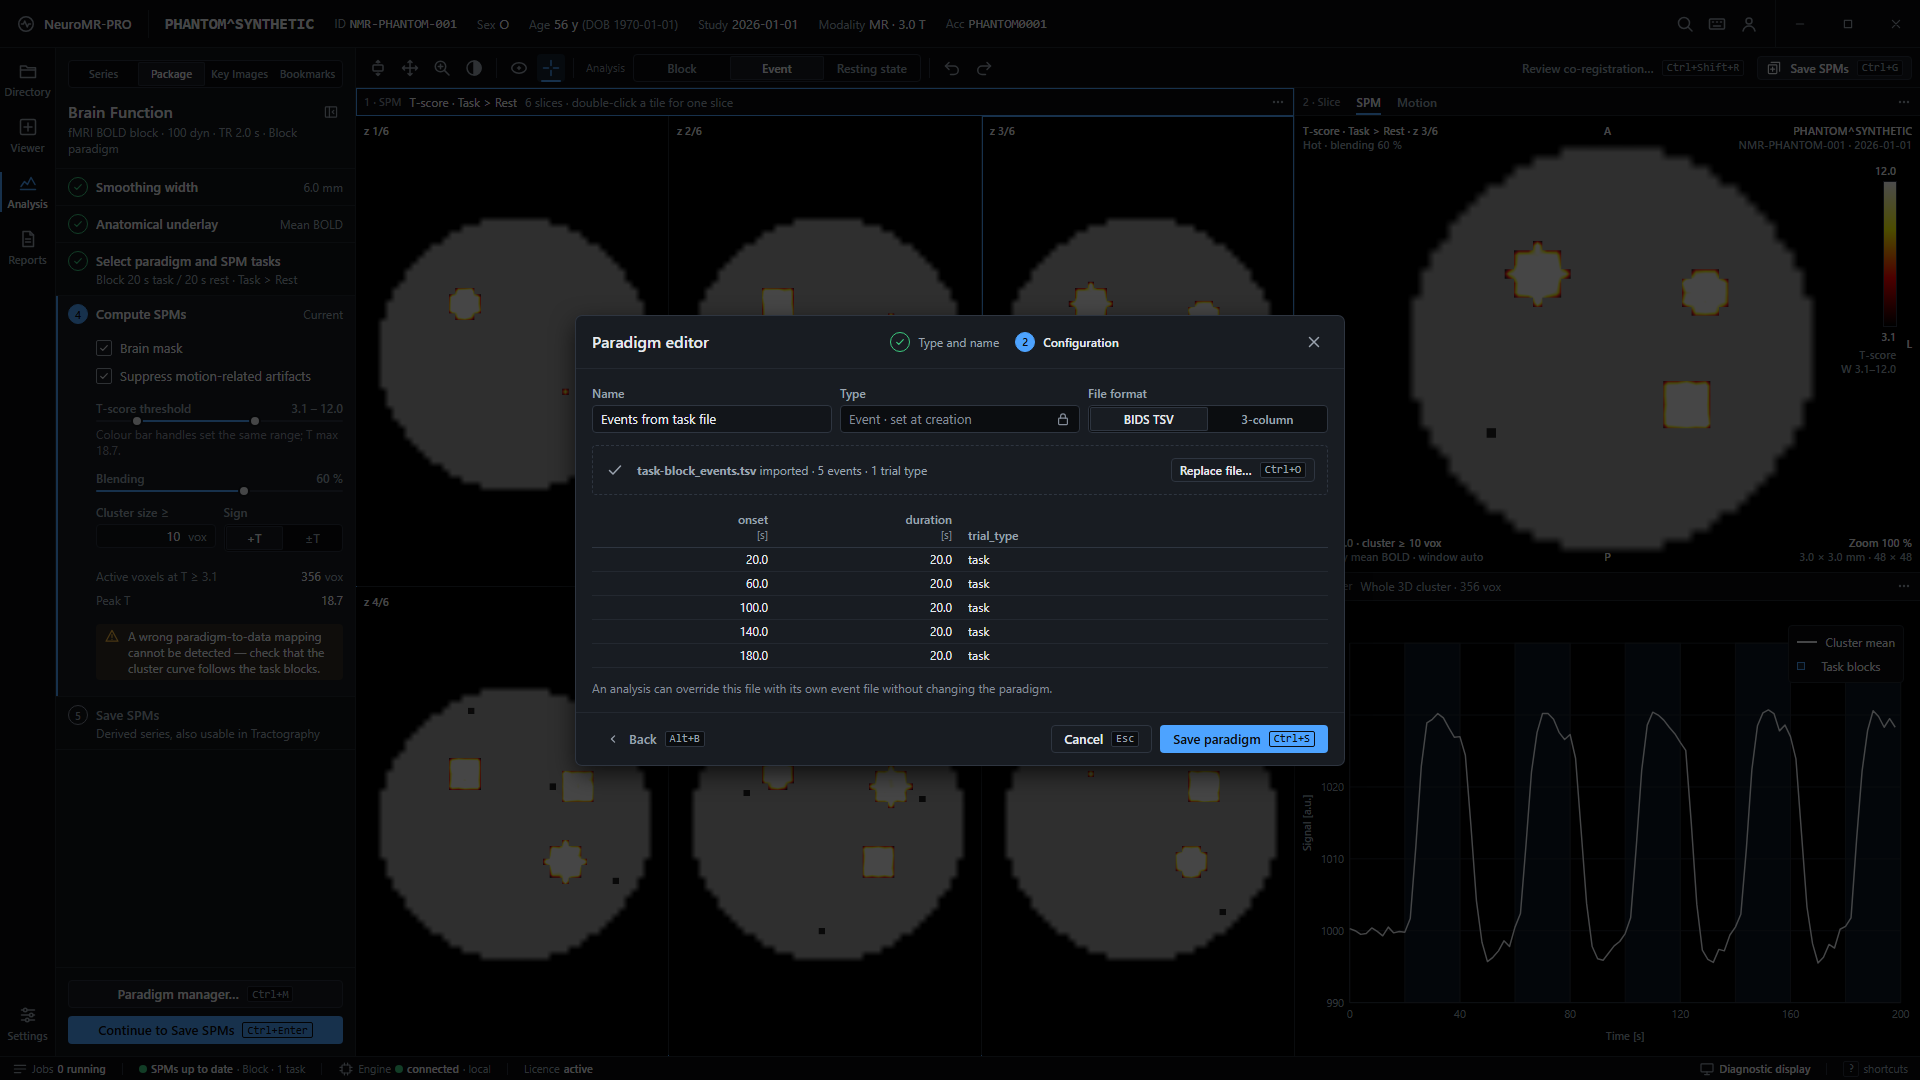 NeuroMR-PRO
PHANTOM^SYNTHETIC
ID NMR-PHANTOM-001
Sex O
Age 56 y (DOB 1970-01-01)
Study 2026-01-01
Modality MR · 3.0 T
Acc PHANTOM0001
Directory
Viewer
Analysis
Reports
Settings
Series
Package
Key Images
Bookmarks
Brain Function
fMRI BOLD block · 100 dyn · TR 2.0 s · Block
paradigm
Smoothing width
6.0 mm
Anatomical underlay
Mean BOLD
Select paradigm and SPM tasks
Block 20 s task / 20 s rest · Task > Rest
4
Compute SPMs
Current
Brain mask
Suppress motion-related artifacts
T-score threshold
3.1 – 12.0
Colour bar handles set the same range; T max
18.7.
Blending
60 %
Cluster size ≥
Sign
10 vox
+T
±T
Active voxels at T ≥ 3.1
356 vox
Peak T
18.7
A wrong paradigm-to-data mapping
cannot be detected — check that the
cluster curve follows the task blocks.
5
Save SPMs
Derived series, also usable in Tractography
Paradigm manager... Ctrl+M
Continue to Save SPMs Ctrl+Enter
Analysis
Block
Event
Resting state
Review co-registration... Ctrl+Shift+R
Save SPMs Ctrl+G
1 · SPM T-score · Task > Rest 6 slices · double-click a tile for one slice
z 1/6
z 2/6
z 3/6
z 4/6
2 · Slice
SPM
Motion
T-score · Task > Rest · z 3/6
Hot · blending 60 %
A
PHANTOM^SYNTHETIC
NMR-PHANTOM-001 · 2026-01-01
12.0
3.1
L
T-score
W 3.1–12.0
.0 · cluster ≥ 10 vox
mean BOLD · window auto
P
Zoom 100 %
3.0 × 3.0 mm · 48 × 48
Whole 3D cluster · 356 vox
Cluster mean
Task blocks
Signal [a.u.]
1020
1010
1000
990
0
40
80
120
160
200
Time [s]
Paradigm editor
Type and name
2
Configuration
Name
Type
File format
Events from task file
Event · set at creation
BIDS TSV
3-column
task-block_events.tsv imported · 5 events · 1 trial type
Replace file... Ctrl+O
onset
duration
[s]
[s]
trial_type
20.0 20.0 task
60.0 20.0 task
100.0 20.0 task
140.0 20.0 task
180.0 20.0 task
An analysis can override this file with its own event file without changing the paradigm.
Back Alt+B
Cancel Esc
Save paradigm Ctrl+S
Jobs 0 running
SPMs up to date · Block · 1 task
Engine connected · local
Licence active
Diagnostic display
? shortcuts